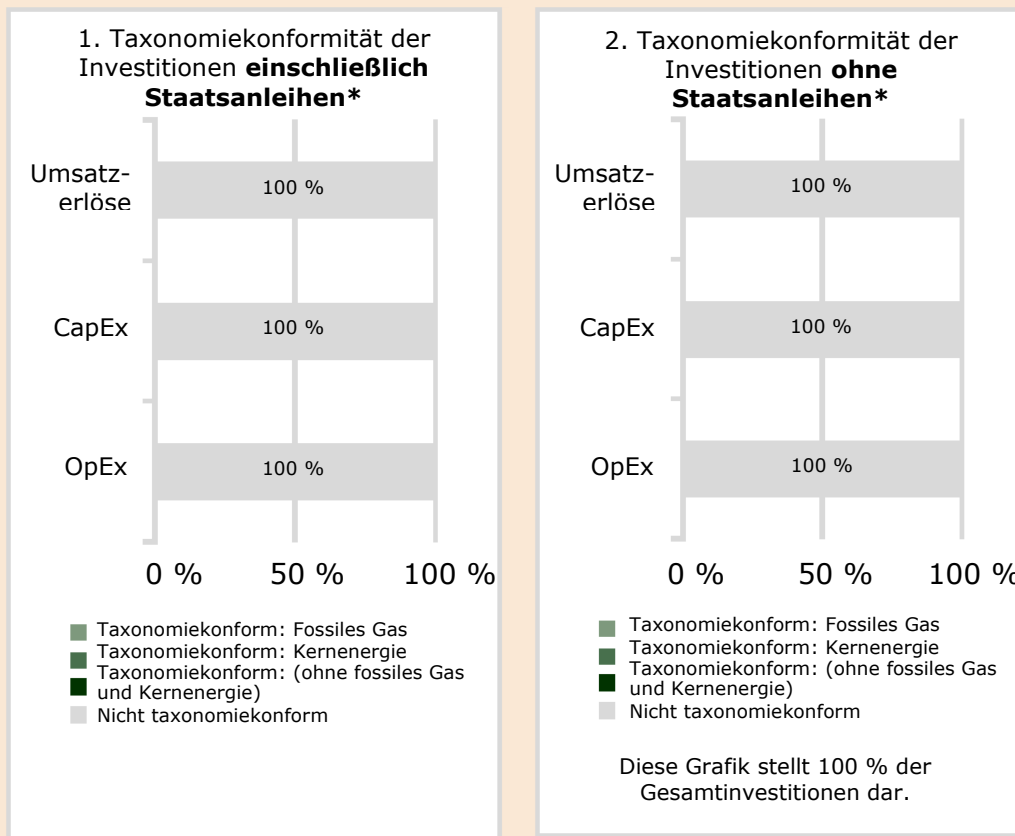 1. Taxonomiekonformität der
Investitionen einschließlich
Staatsanleihen*
Umsatz-
erlöse
100 %
CapEx
100 %
OpEx
100 %
0 % 50 % 100 %
Taxonomiekonform: Fossiles Gas
Taxonomiekonform: Kernenergie
Taxonomiekonform: (ohne fossiles Gas
und Kernenergie)
Nicht taxonomiekonform
2. Taxonomiekonformität der
Investitionen ohne
Staatsanleihen*
Umsatz-
erlöse
100 %
CapEx
100 %
OpEx
100 %
0 % 50 % 100 %
Taxonomiekonform: Fossiles Gas
Taxonomiekonform: Kernenergie
Taxonomiekonform: (ohne fossiles Gas
und Kernenergie)
Nicht taxonomiekonform
Diese Grafik stellt 100 % der
Gesamtinvestitionen dar.